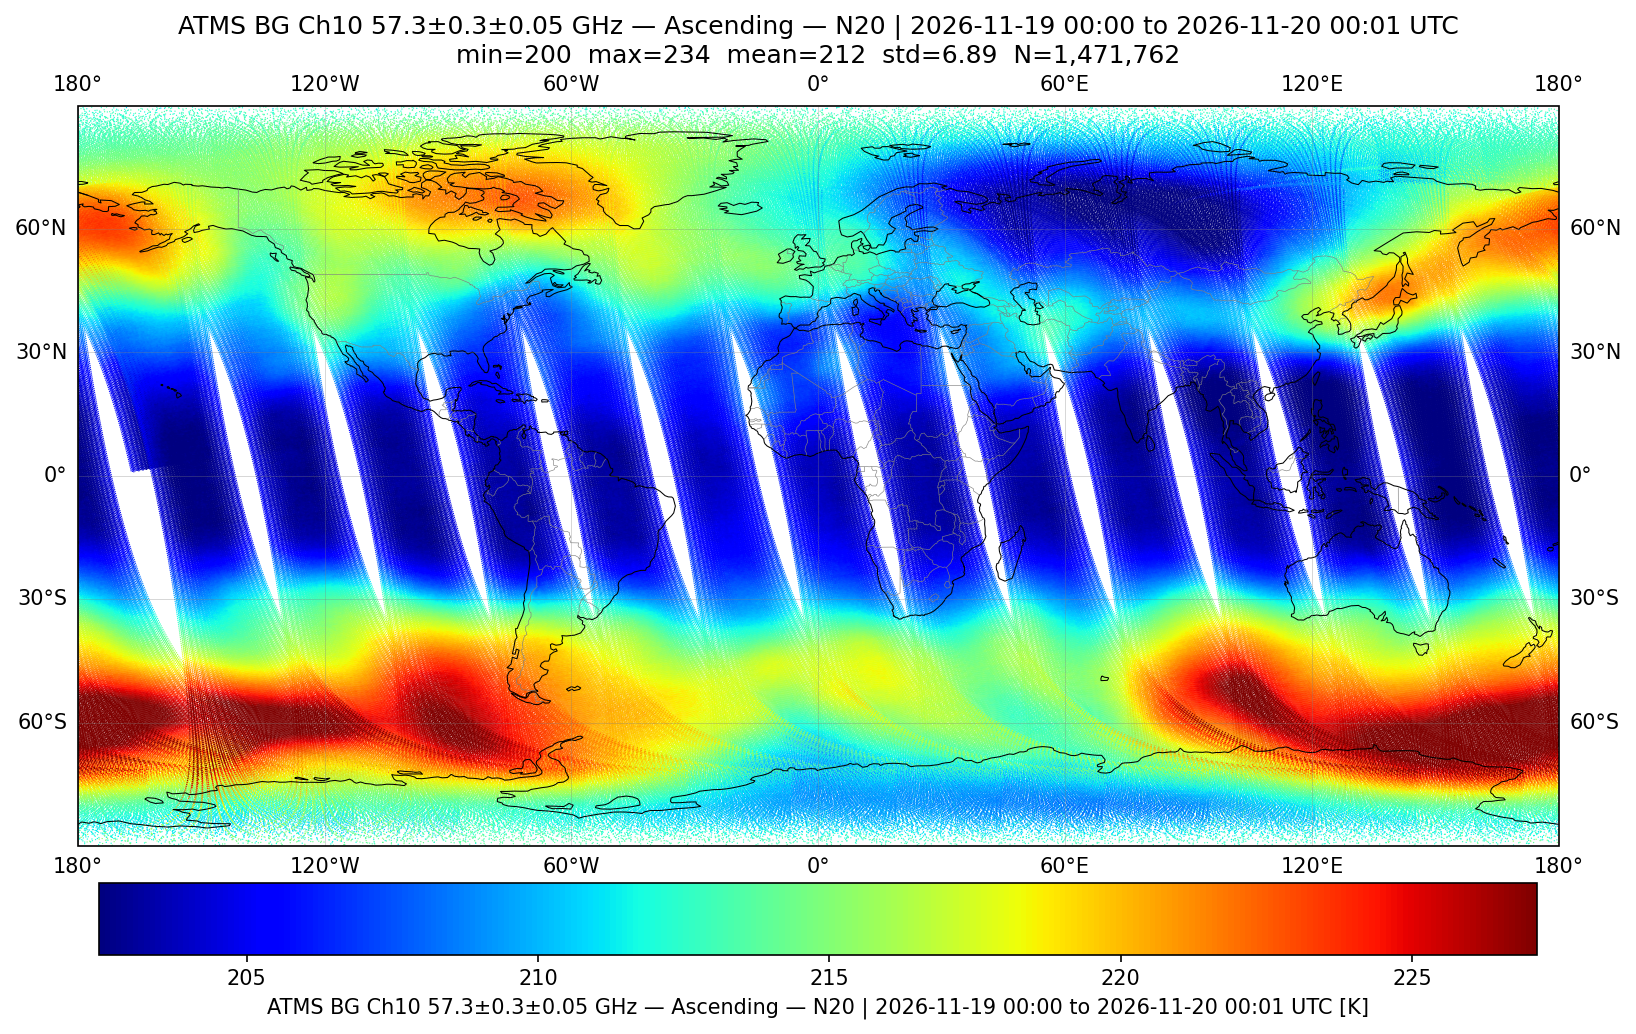 ATMS BG Ch10 57.3±0.3±0.05 GHz — Ascending — N20 | 2026-11-19 00:00 to 2026-11-20 00:01 UTC
min=200 max=234 mean=212 std=6.89 N=1,471,762
180° 120°W 60°W 0° 60°E 120°E 180°
60°N 60°N
30°N 30°N
0° 0°
30°S 30°S
60°S 60°S
180° 120°W 60°W 0° 60°E 120°E 180°
205 210 215 220 225
ATMS BG Ch10 57.3±0.3±0.05 GHz — Ascending — N20 | 2026-11-19 00:00 to 2026-11-20 00:01 UTC [K]